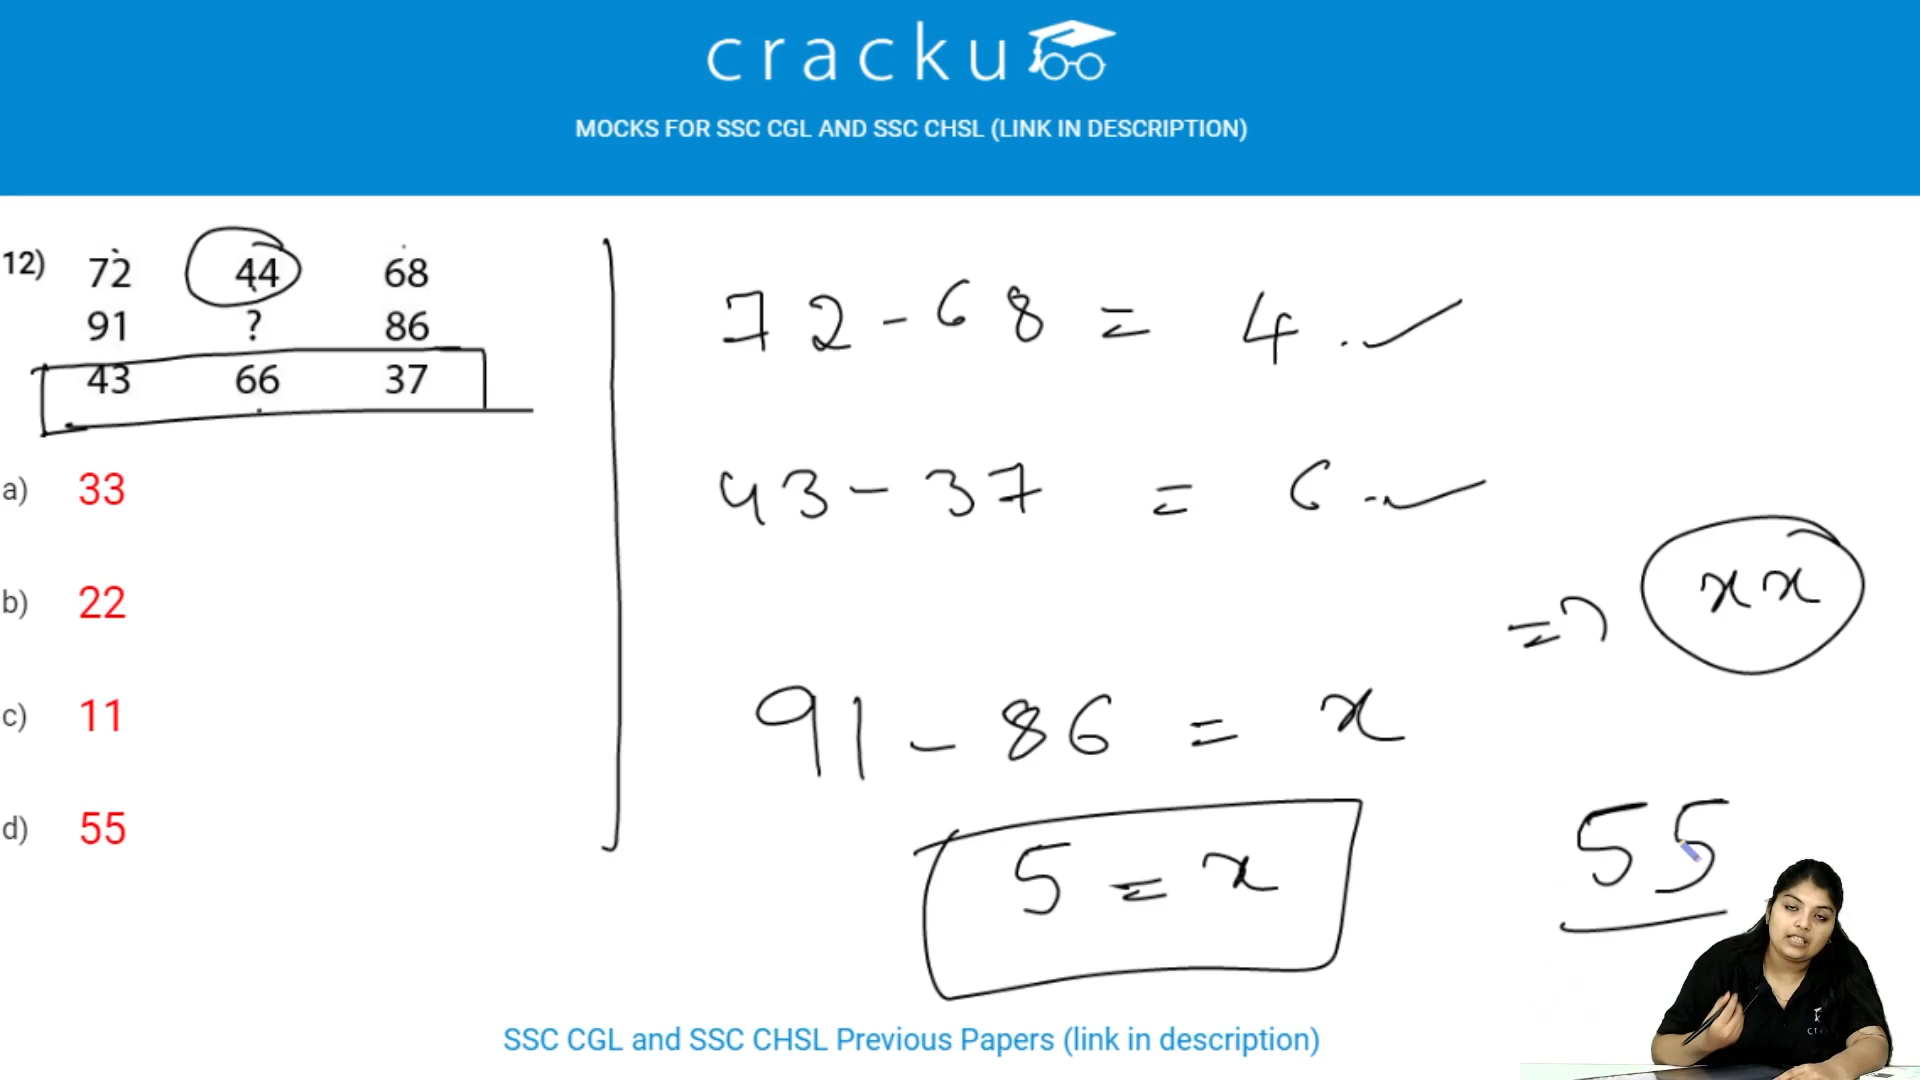 cracku
MOCKS FOR SSC CGL AND SSC CHSL (LINK IN DESCRIPTION)
12) 72 44 68
91 ? 86
43 66 37
a) 33
b) 22
c) 11
d) 55
72 - 68 = 4
43 - 37 = 6
=> xx
91 - 86 = x
5 = x
55
SSC CGL and SSC CHSL Previous Papers (link in description)